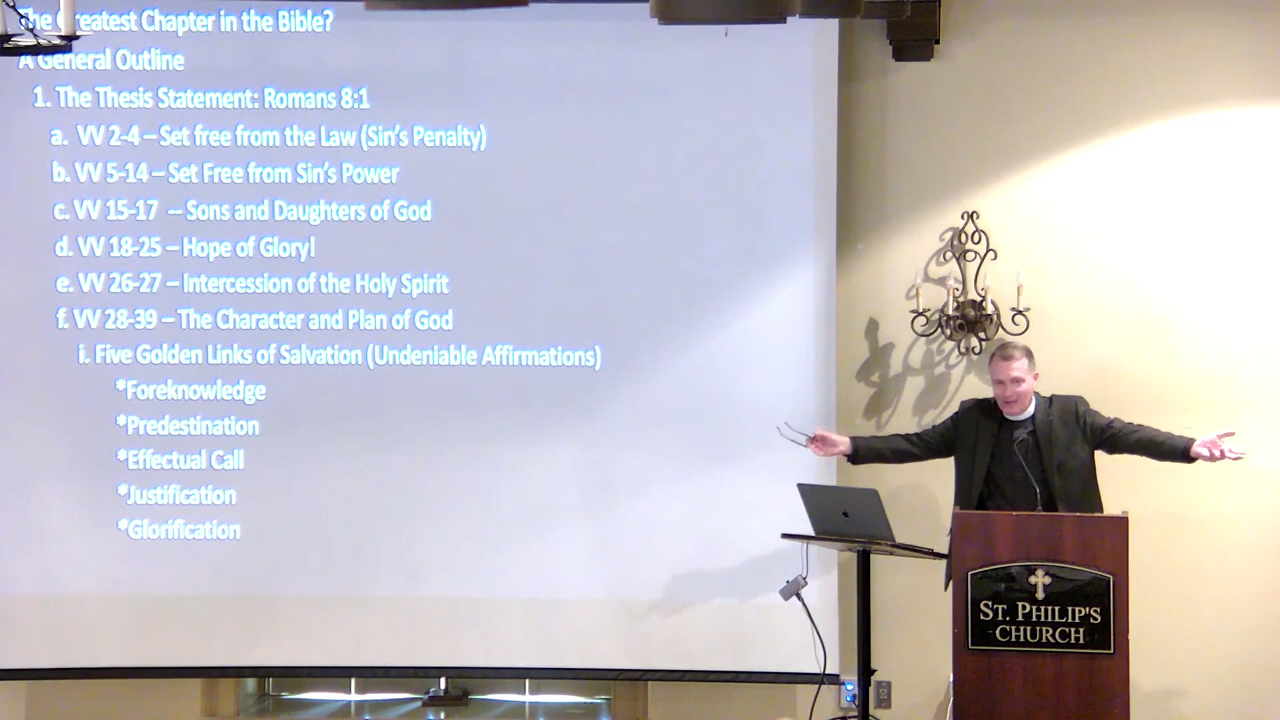 The Greatest Chapter in the Bible?
A General Outline
1. The Thesis Statement: Romans 8:1
a. VV 2-4 – Set free from the Law (Sin's Penalty)
b. VV 5-14 – Set Free from Sin's Power
c. VV 15-17 – Sons and Daughters of God
d. VV 18-25 – Hope of Glory!
e. VV 26-27 – Intercession of the Holy Spirit
f. VV 28-39 – The Character and Plan of God
i. Five Golden Links of Salvation (Undeniable Affirmations)
*Foreknowledge
*Predestination
*Effectual Call
*Justification
*Glorification
ST. PHILIP'S
CHURCH